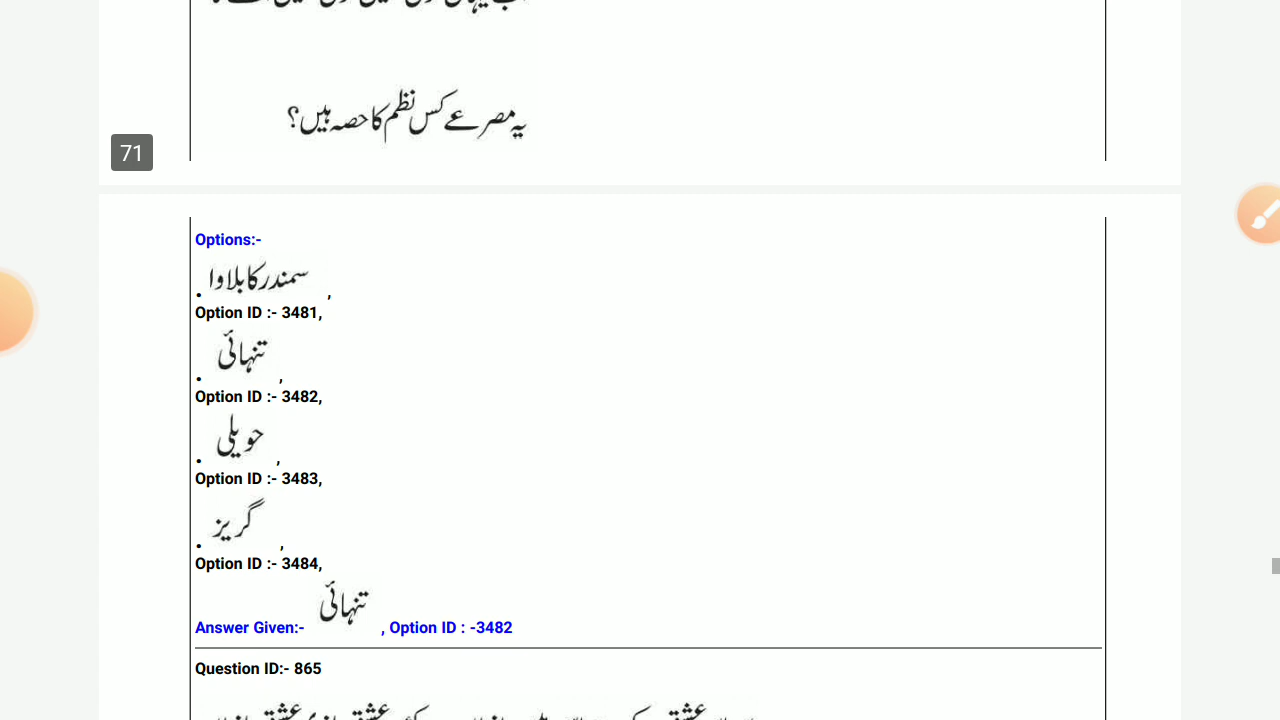 یہ مصرعے کس نظم کا حصہ ہیں؟
71
Options:-
• سمندر کا بلاوا ,
Option ID :- 3481,
• تنہائی ,
Option ID :- 3482,
• حویلی ,
Option ID :- 3483,
• گریز ,
Option ID :- 3484,
Answer Given:- تنہائی , Option ID : -3482
Question ID:- 865